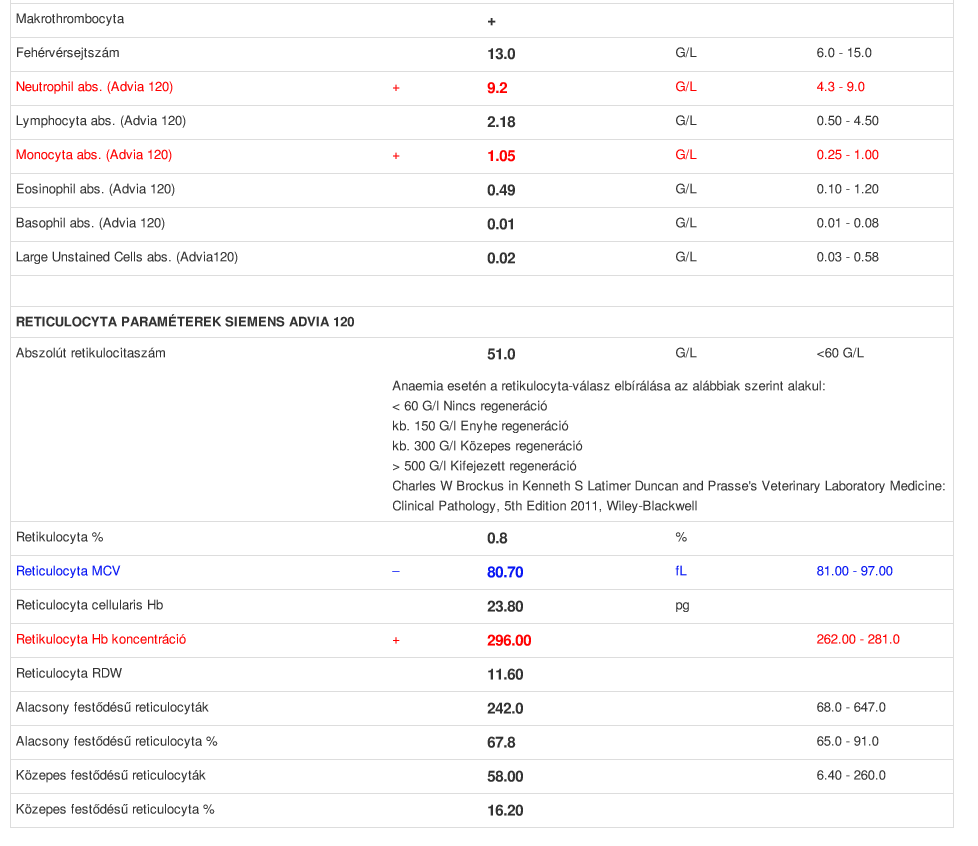 Makrothrombocyta +
Fehérvérsejtszám 13.0 G/L 6.0 - 15.0
Neutrophil abs. (Advia 120) + 9.2 G/L 4.3 - 9.0
Lymphocyta abs. (Advia 120) 2.18 G/L 0.50 - 4.50
Monocyta abs. (Advia 120) + 1.05 G/L 0.25 - 1.00
Eosinophil abs. (Advia 120) 0.49 G/L 0.10 - 1.20
Basophil abs. (Advia 120) 0.01 G/L 0.01 - 0.08
Large Unstained Cells abs. (Advia120) 0.02 G/L 0.03 - 0.58
RETICULOCYTA PARAMÉTEREK SIEMENS ADVIA 120
Abszolút retikulocitaszám 51.0 G/L <60 G/L
Anaemia esetén a retikulocyta-válasz elbírálása az alábbiak szerint alakul:
< 60 G/l Nincs regeneráció
kb. 150 G/l Enyhe regeneráció
kb. 300 G/l Közepes regeneráció
> 500 G/l Kifejezett regeneráció
Charles W Brockus in Kenneth S Latimer Duncan and Prasse's Veterinary Laboratory Medicine:
Clinical Pathology, 5th Edition 2011, Wiley-Blackwell
Retikulocyta % 0.8 %
Reticulocyta MCV – 80.70 fL 81.00 - 97.00
Reticulocyta cellularis Hb 23.80 pg
Retikulocyta Hb koncentráció + 296.00 262.00 - 281.0
Reticulocyta RDW 11.60
Alacsony festődésű reticulocyták 242.0 68.0 - 647.0
Alacsony festődésű reticulocyta % 67.8 65.0 - 91.0
Közepes festődésű reticulocyták 58.00 6.40 - 260.0
Közepes festődésű reticulocyta % 16.20